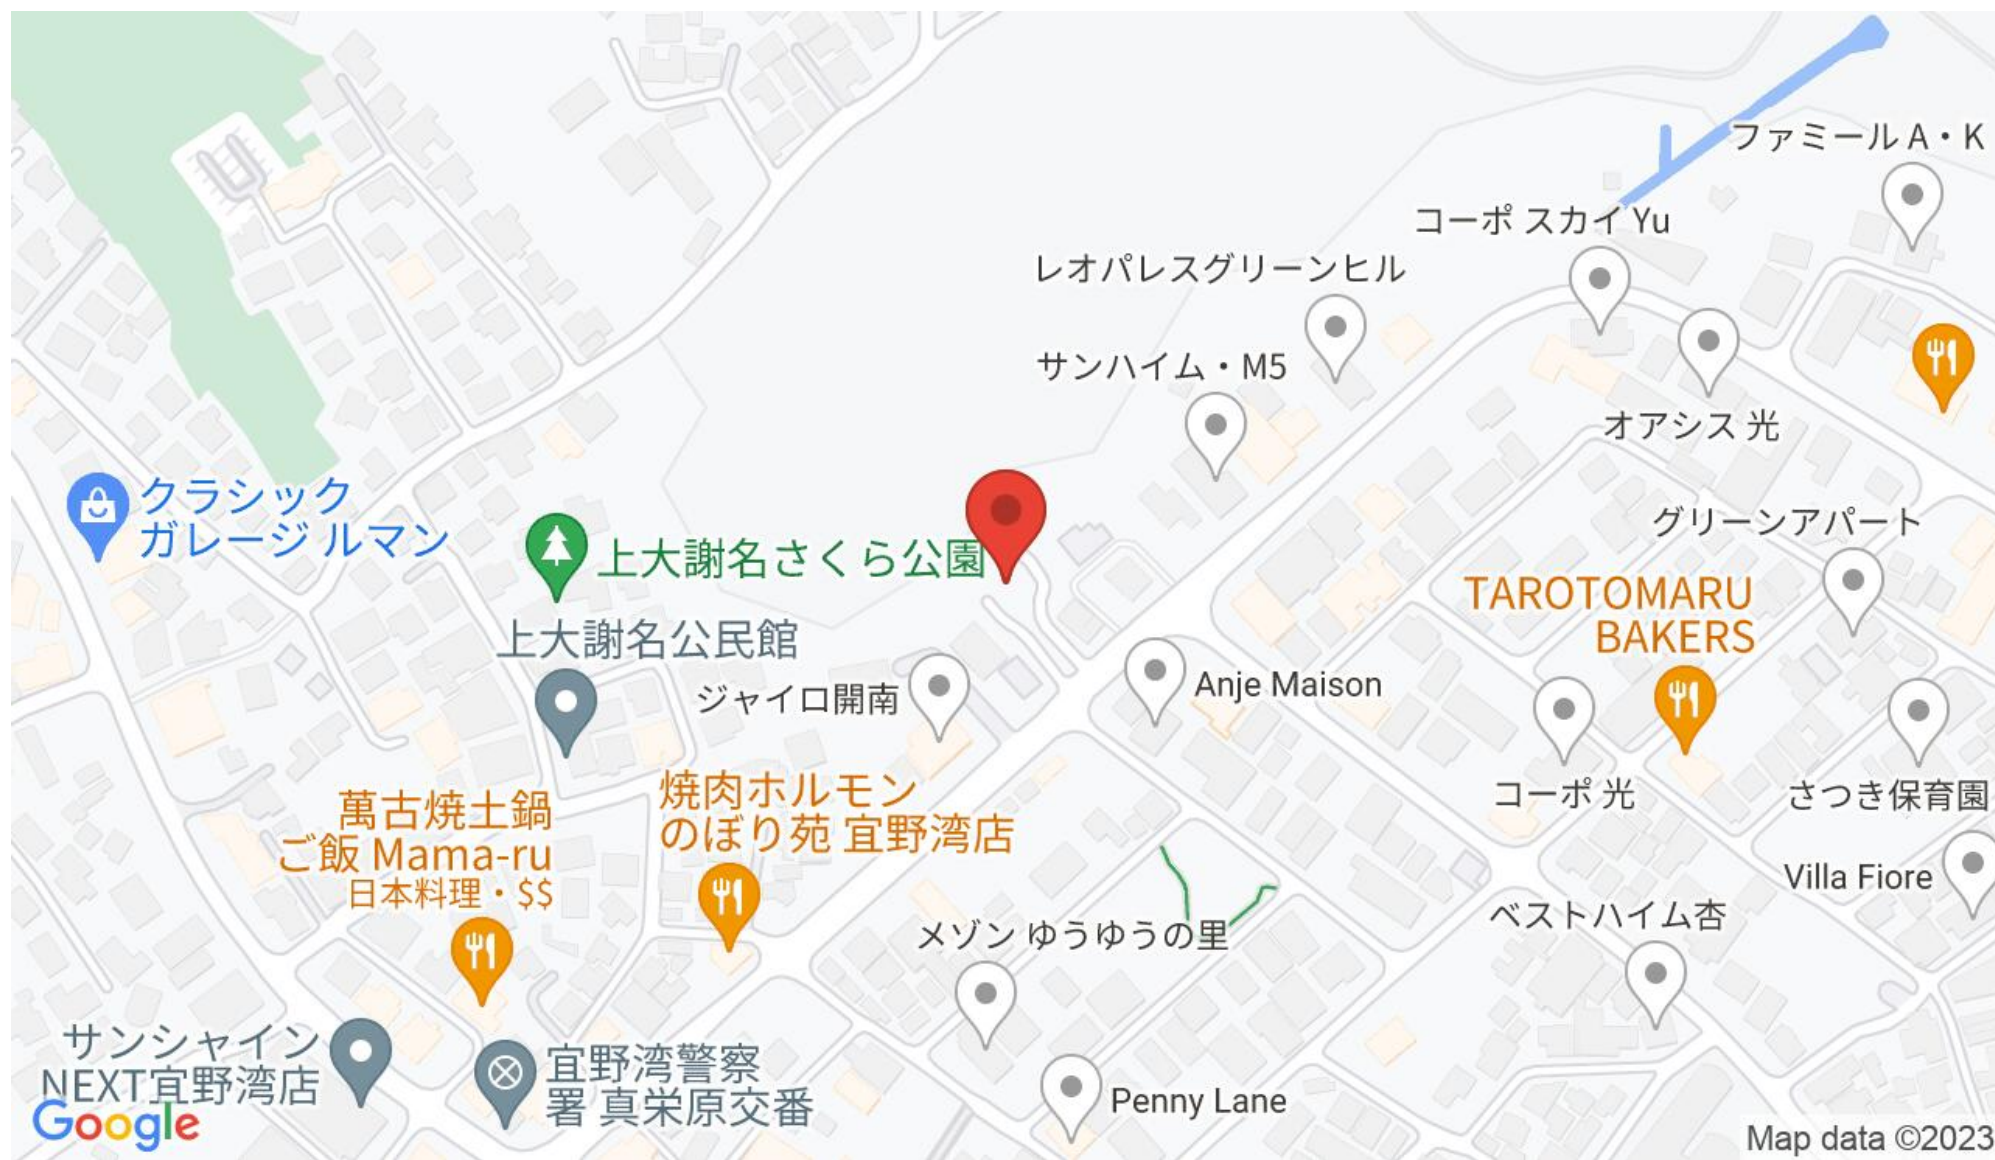 ファミール A・K
コーポ スカイ Yu
レオパレスグリーンヒル
サンハイム・M5
オアシス 光
クラシック
ガレージ ルマン
上大謝名さくら公園
グリーンアパート
TAROTOMARU
BAKERS
上大謝名公民館
ジャイロ開南
Anje Maison
コーポ 光
さつき保育園
萬古焼土鍋
ご飯 Mama-ru
日本料理・$$
焼肉ホルモン
のぼり苑 宜野湾店
Villa Fiore
ベストハイム杏
メゾン ゆうゆうの里
サンシャイン
NEXT宜野湾店
宜野湾警察
署 真栄原交番
Penny Lane
Google
Map data ©2023